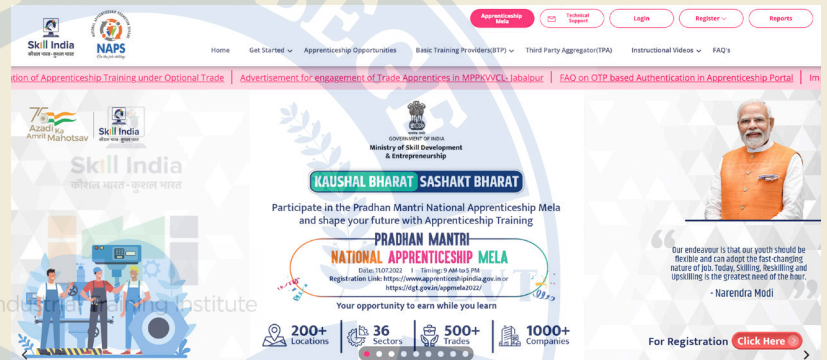 Apprenticeship
Mela
Technical
Support
Login
Register
Reports
Skill India
कौशल भारत - कुशल भारत
NAPS
Home
Get Started
Apprenticeship Opportunities
Basic Training Providers(BTP)
Third Party Aggregator(TPA)
Instructional Videos
FAQ's
tion of Apprenticeship Training under Optional Trade | Advertisement for engagement of Trade Apprentices in MPPKVVCL- Jabalpur | FAQ on OTP based Authentication in Apprenticeship Portal | Im
75
Azadi Ka
Amrit Mahotsav
Skill India
कौशल भारत - कुशल भारत
Skill India
कौशल भारत-कुशल भारत
GOVERNMENT OF INDIA
Ministry of Skill Development
& Entrepreneurship
KAUSHAL BHARAT SASHAKT BHARAT
Participate in the Pradhan Mantri National Apprenticeship Mela
and shape your future with Apprenticeship Training
PRADHAN MANTRI
NATIONAL APPRENTICESHIP MELA
Date: 11.07.2022 | Timing: 9 AM to 5 PM
Registration Link: https://www.apprenticeshipindia.gov.in or
https://dgt.gov.in/appmela2022/
Your opportunity to earn while you learn
200+
Locations
36
Sectors
500+
Trades
1000+
Companies
Our endeavour is that our youth should be
flexible and can adopt the fast-changing
nature of job. Today, Skilling, Reskilling and
Upskilling is the greatest need of the hour.
- Narendra Modi
For Registration Click Here
Industrial Training Institute